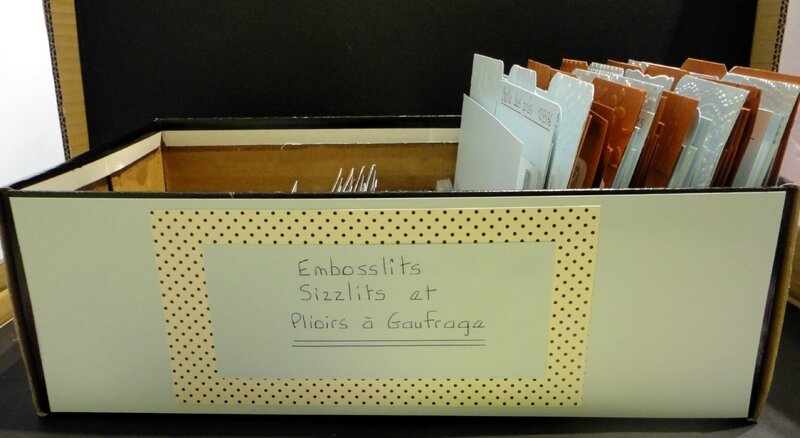 Embosslits
Sizzlits et
Plioirs à Gaufrage